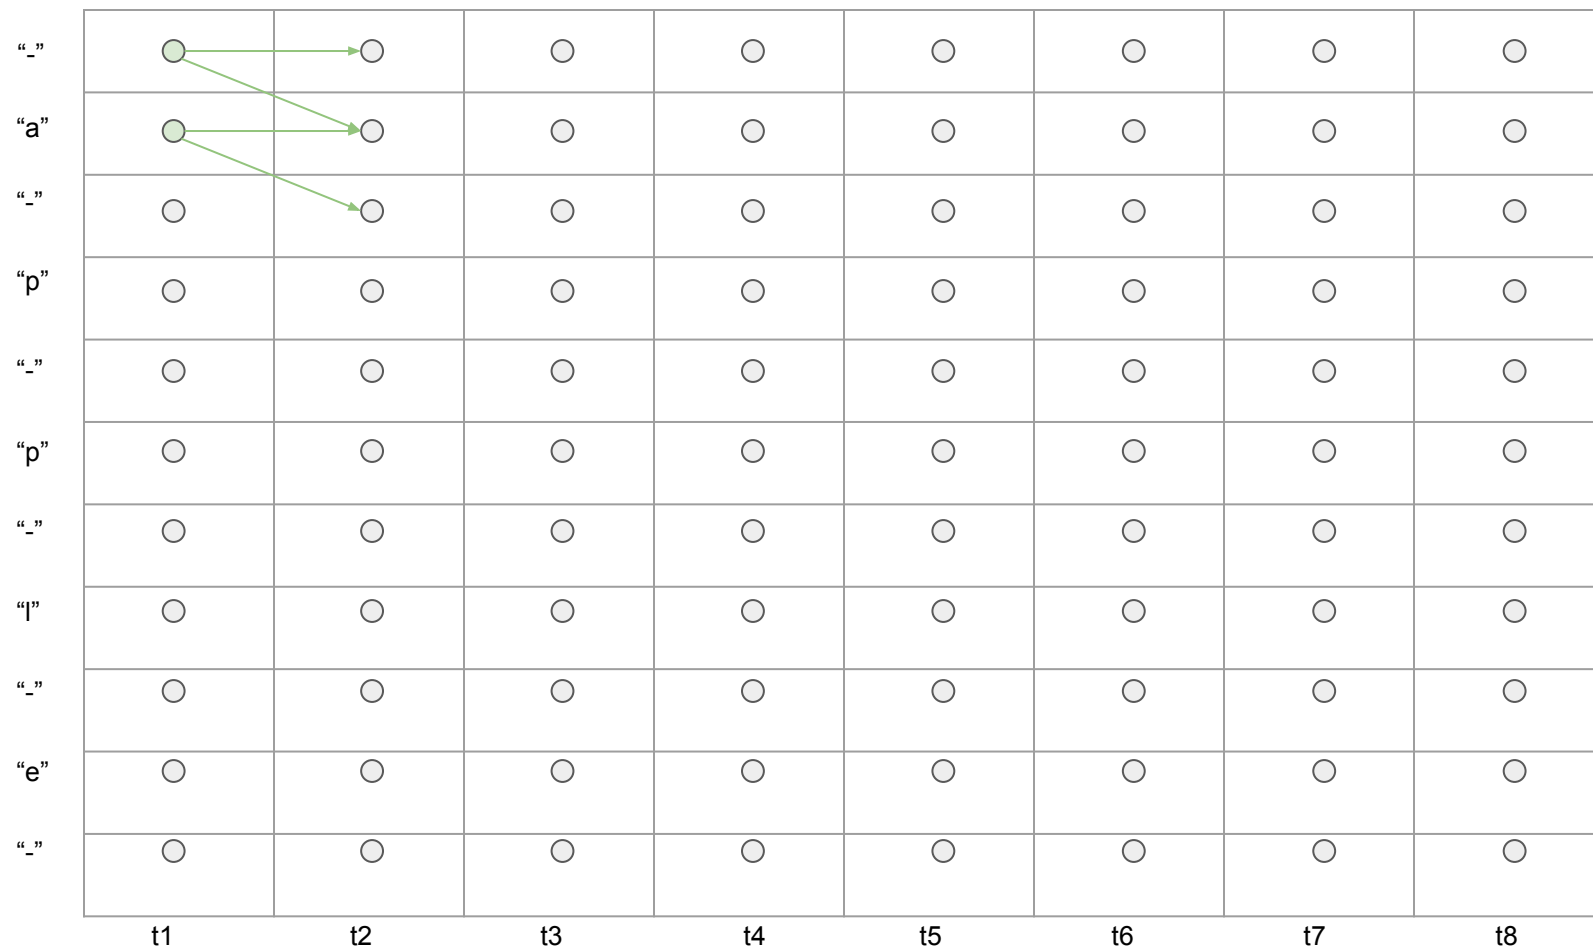 “-”
“a”
“-”
“p”
“-”
“p”
“-”
“l”
“-”
“e”
“-”
t1 t2 t3 t4 t5 t6 t7 t8